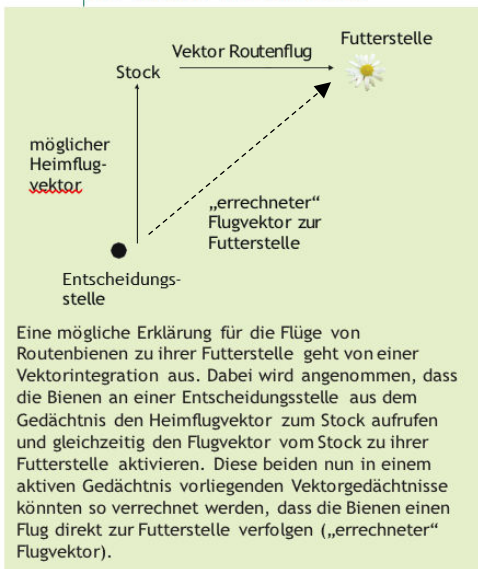 Futterstelle
Vektor Routenflug
Stock
möglicher
Heimflug-
vektor
„errechneter“
Flugvektor zur
Futterstelle
Entscheidungs-
stelle
Eine mögliche Erklärung für die Flüge von
Routenbienen zu ihrer Futterstelle geht von einer
Vektorintegration aus. Dabei wird angenommen, dass
die Bienen an einer Entscheidungsstelle aus dem
Gedächtnis den Heimflugvektor zum Stock aufrufen
und gleichzeitig den Flugvektor vom Stock zu ihrer
Futterstelle aktivieren. Diese beiden nun in einem
aktiven Gedächtnis vorliegenden Vektorgedächtnisse
könnten so verrechnet werden, dass die Bienen einen
Flug direkt zur Futterstelle verfolgen („errechneter“
Flugvektor).